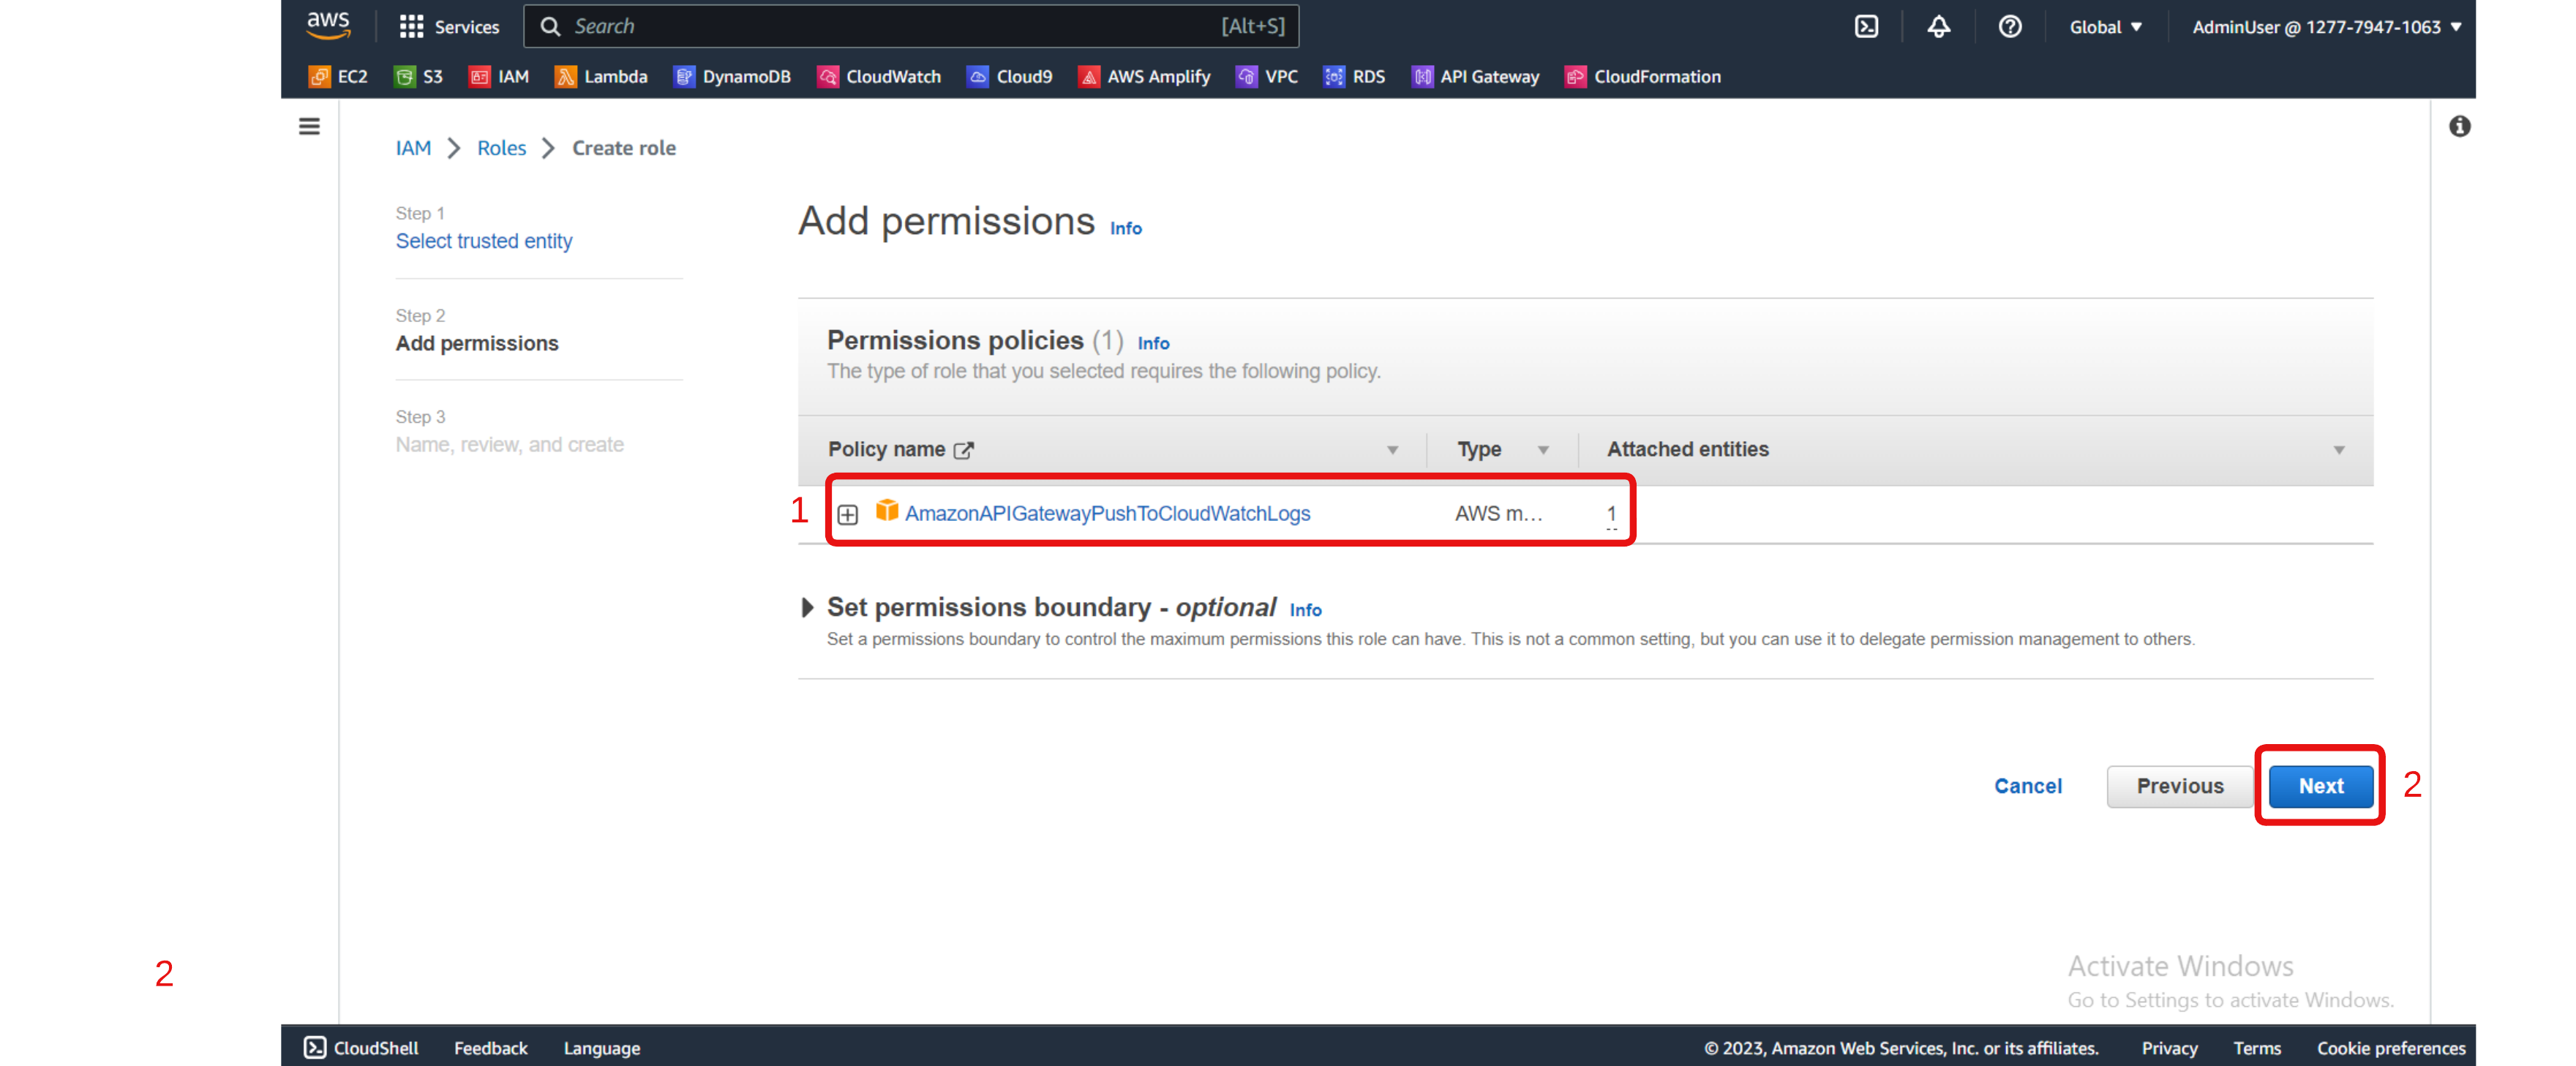 aws Services Search [Alt+S] Global AdminUser @ 1277-7947-1063
EC2 S3 IAM Lambda DynamoDB CloudWatch Cloud9 AWS Amplify VPC RDS API Gateway CloudFormation
IAM Roles Create role
Step 1
Select trusted entity
Step 2
Add permissions
Step 3
Name, review, and create
Add permissions Info
Permissions policies (1) Info
The type of role that you selected requires the following policy.
Policy name Type Attached entities
1 AmazonAPIGatewayPushToCloudWatchLogs AWS m... 1
Set permissions boundary - optional Info
Set a permissions boundary to control the maximum permissions this role can have. This is not a common setting, but you can use it to delegate permission management to others.
Cancel Previous Next 2
2
Activate Windows
Go to Settings to activate Windows.
CloudShell Feedback Language © 2023, Amazon Web Services, Inc. or its affiliates. Privacy Terms Cookie preferences